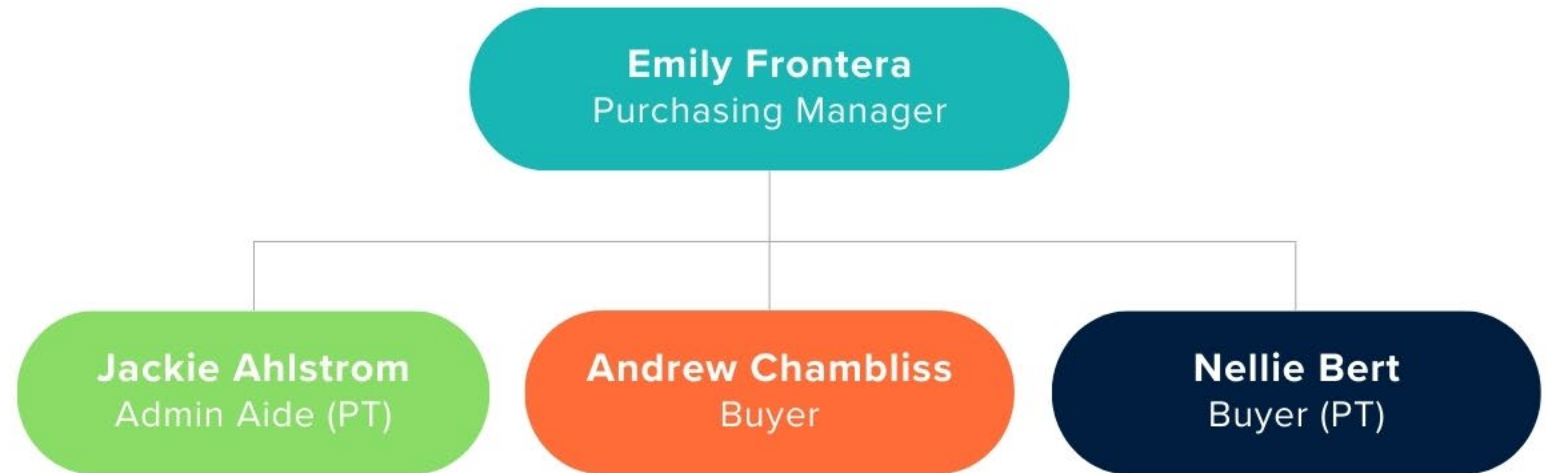 Emily Frontera
Purchasing Manager
Jackie Ahlstrom
Admin Aide (PT)
Andrew Chambliss
Buyer
Nellie Bert
Buyer (PT)